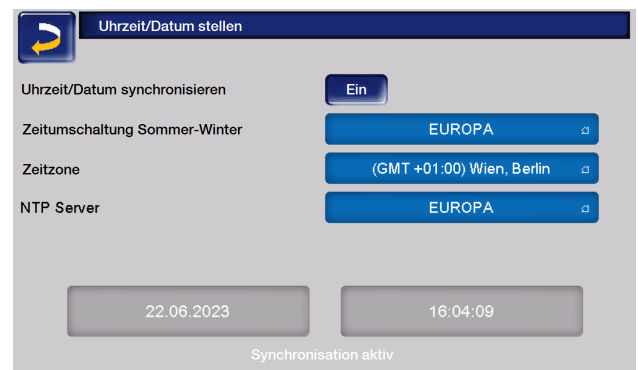 Uhrzeit/Datum stellen
Uhrzeit/Datum synchronisieren Ein
Zeitumschaltung Sommer-Winter EUROPA
Zeitzone (GMT +01:00) Wien, Berlin
NTP Server EUROPA
22.06.2023 16:04:09
Synchronisation aktiv